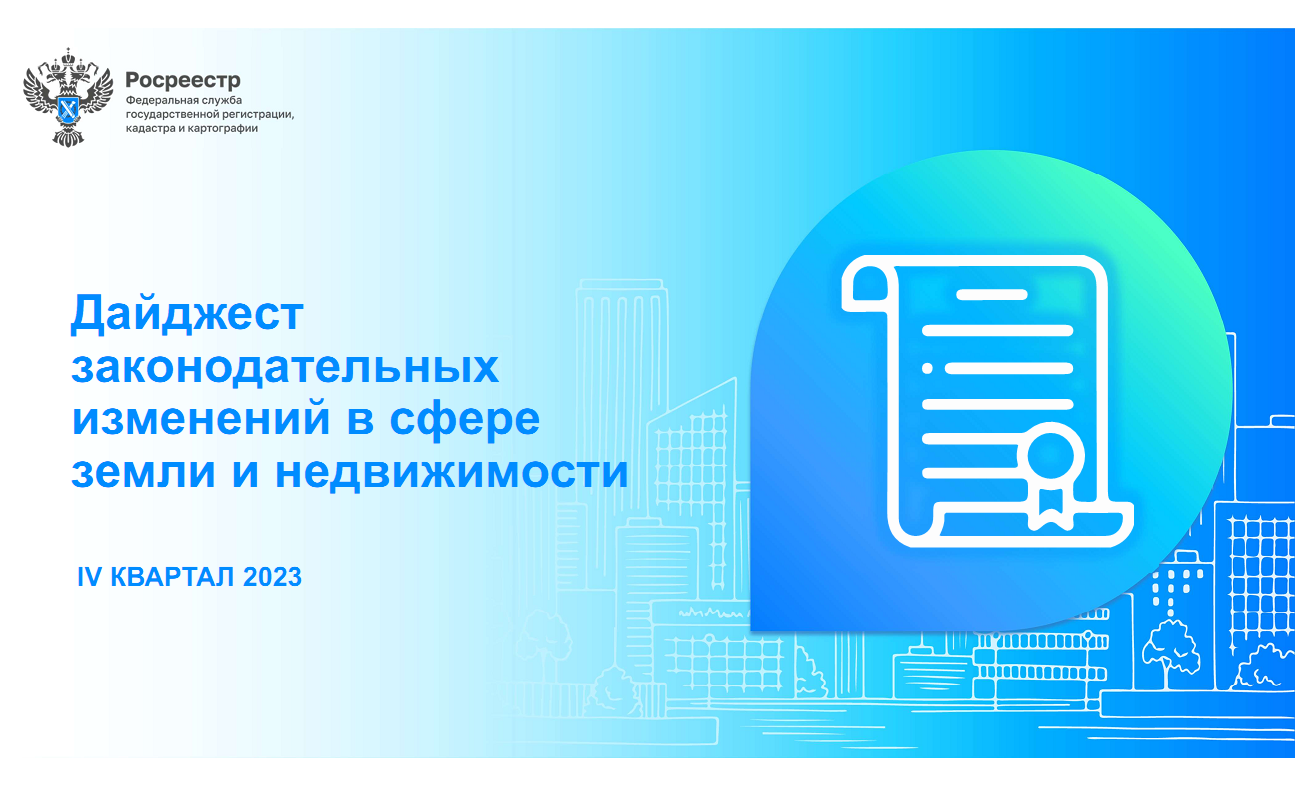 Росреестр
Федеральная служба
государственной регистрации,
кадастра и картографии
Дайджест
законодательных
изменений в сфере
земли и недвижимости
IV КВАРТАЛ 2023